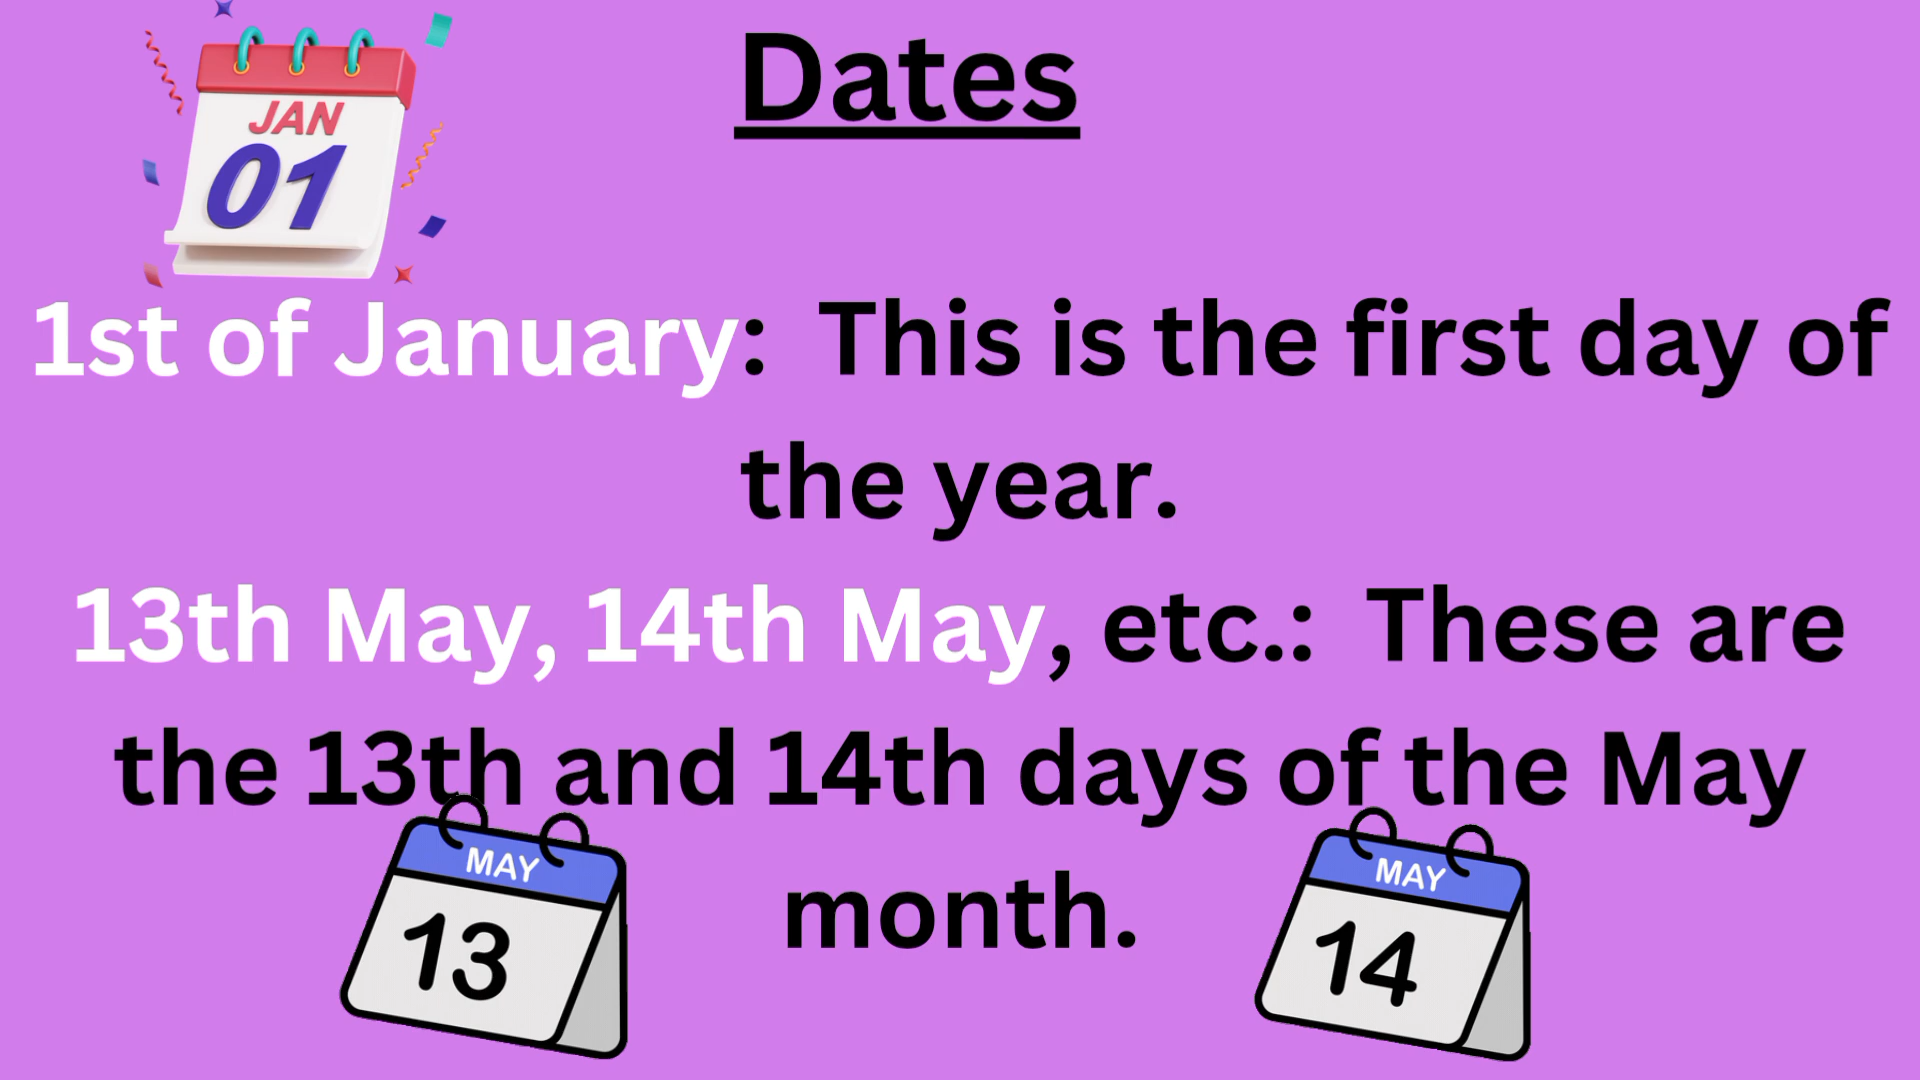 Dates
JAN
01
1st of January:  This is the first day of
the year.
13th May, 14th May, etc.:  These are
the 13th and 14th days of the May
month.
MAY
13
MAY
14